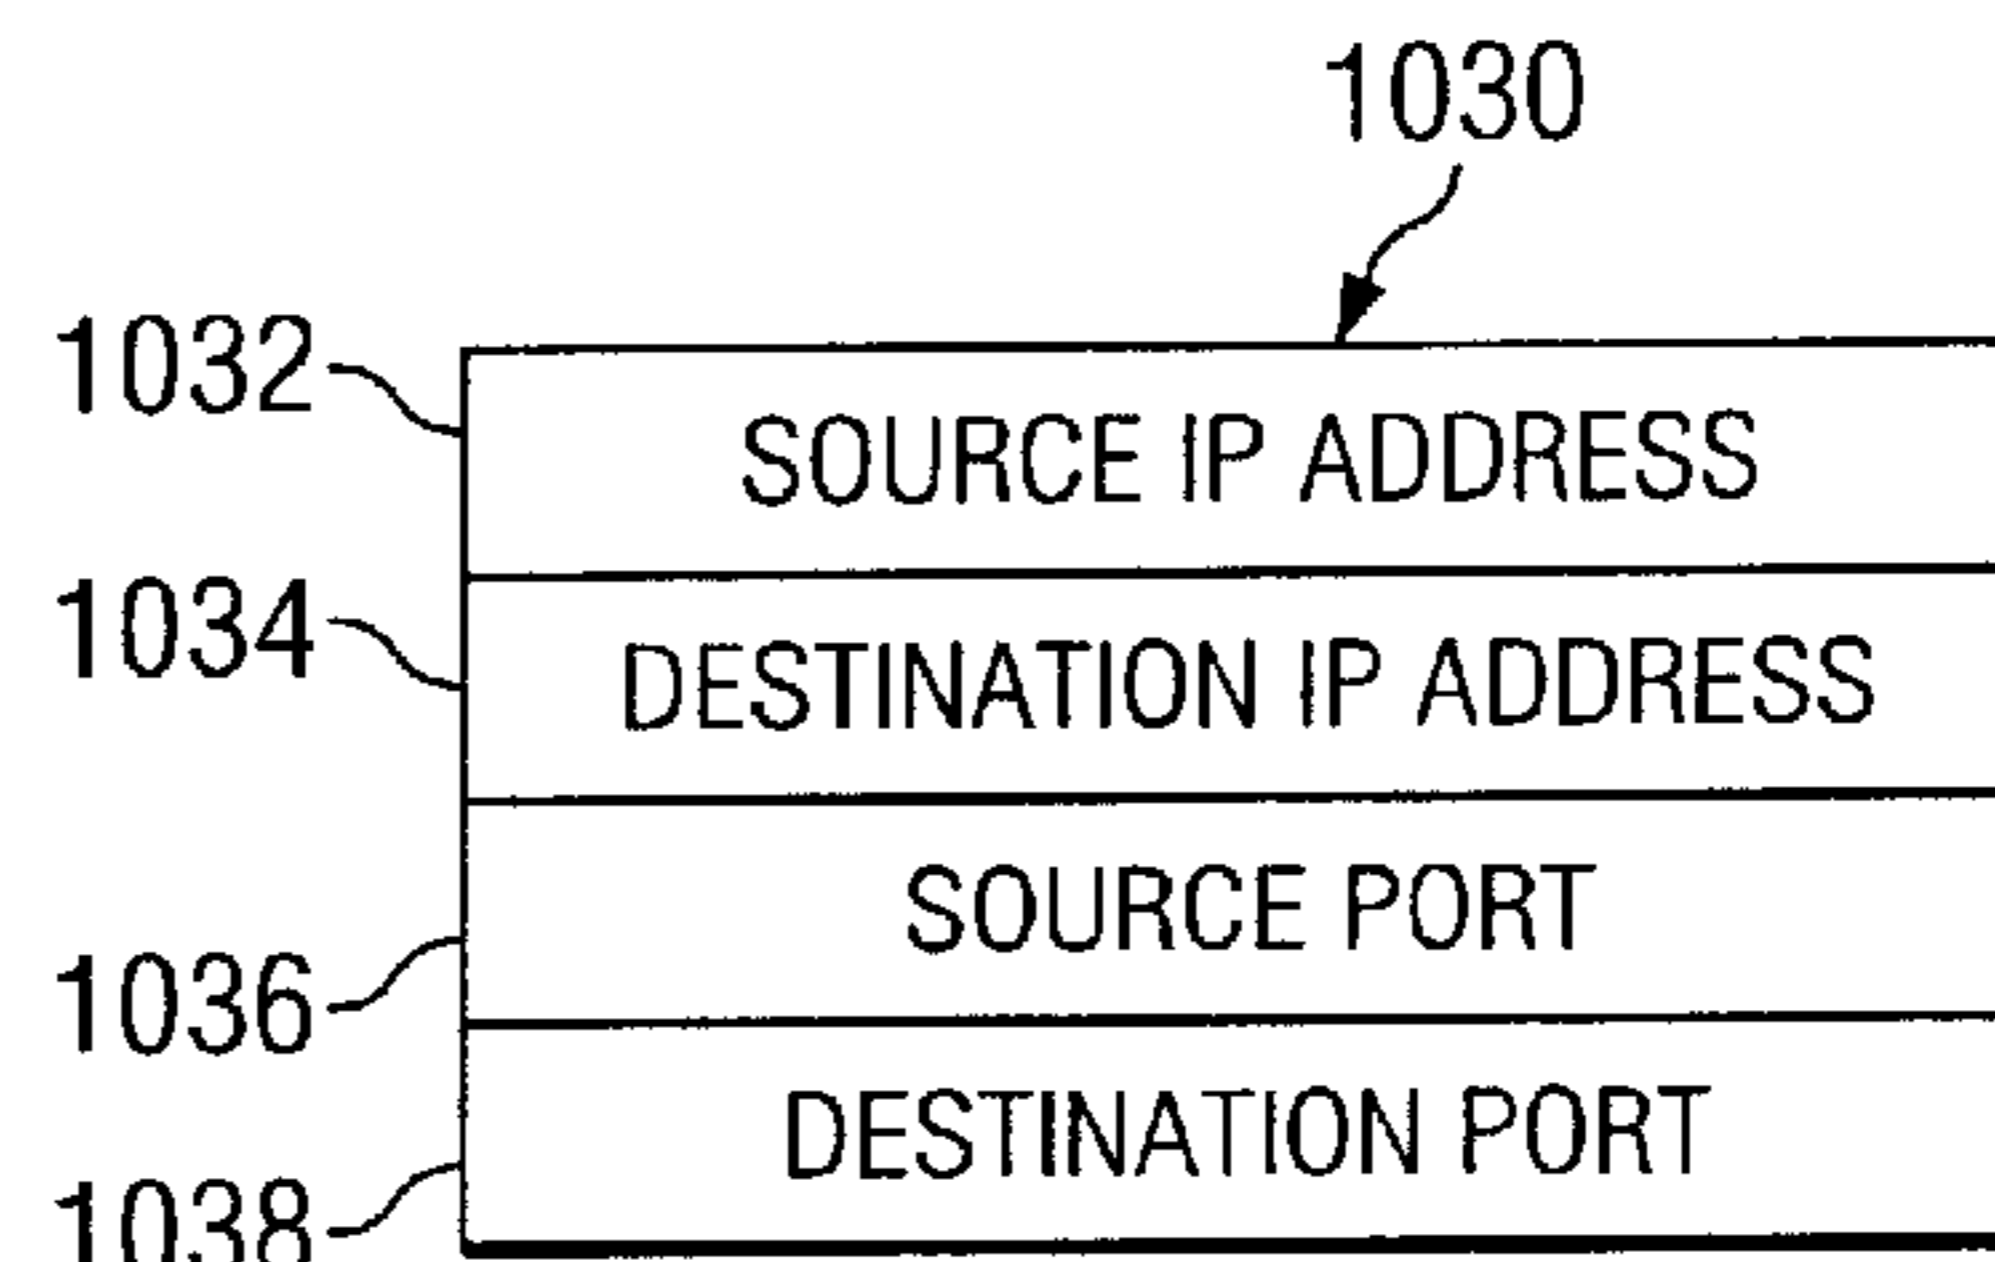 1030
1032
SOURCE IP ADDRESS
1034
DESTINATION IP ADDRESS
SOURCE PORT
1036
DESTINATION PORT
1038